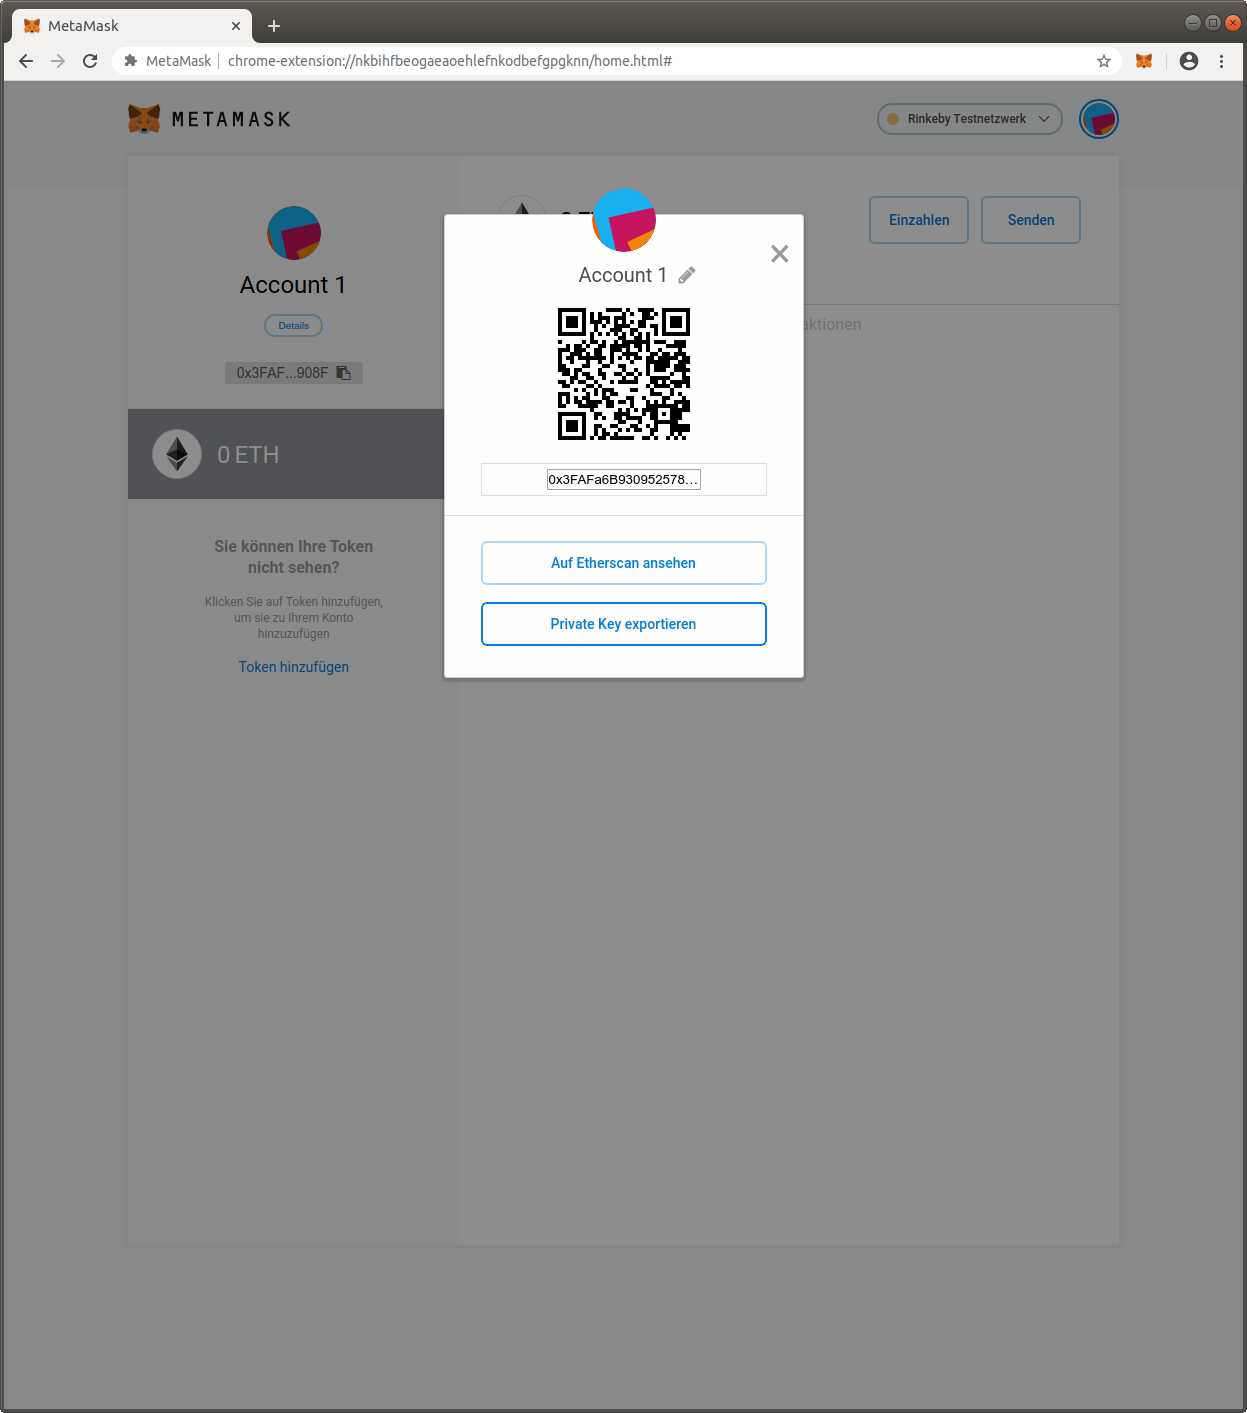 MetaMask
MetaMask
chrome-extension://nkbihfbeogaeaoehlefnkodbefgpgknn/home.html#
METAMASK
Rinkeby Testnetzwerk
Account 1
Details
0x3FAF...908F
0 ETH
Sie können Ihre Token
nicht sehen?
Klicken Sie auf Token hinzufügen,
um sie zu Ihrem Konto
hinzuzufügen
Token hinzufügen
Einzahlen
Senden
Account 1
0x3FAFa6B930952578...
Auf Etherscan ansehen
Private Key exportieren